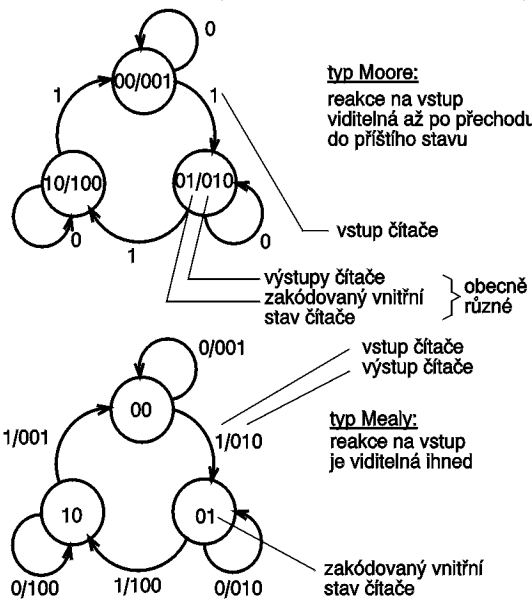 0
00/001
typ Moore:
reakce na vstup
viditelná až po přechodu
do příštího stavu
1
1
10/100
01/010
0
1
0
vstup čítače
výstupy čítače
zakódovaný vnitřní
stav čítače
obecně
různé
0/001
vstup čítače
výstup čítače
00
1/001
1/010
typ Mealy:
reakce na vstup
je viditelná ihned
10
01
0/100
1/100
0/010
zakódovaný vnitřní
stav čítače